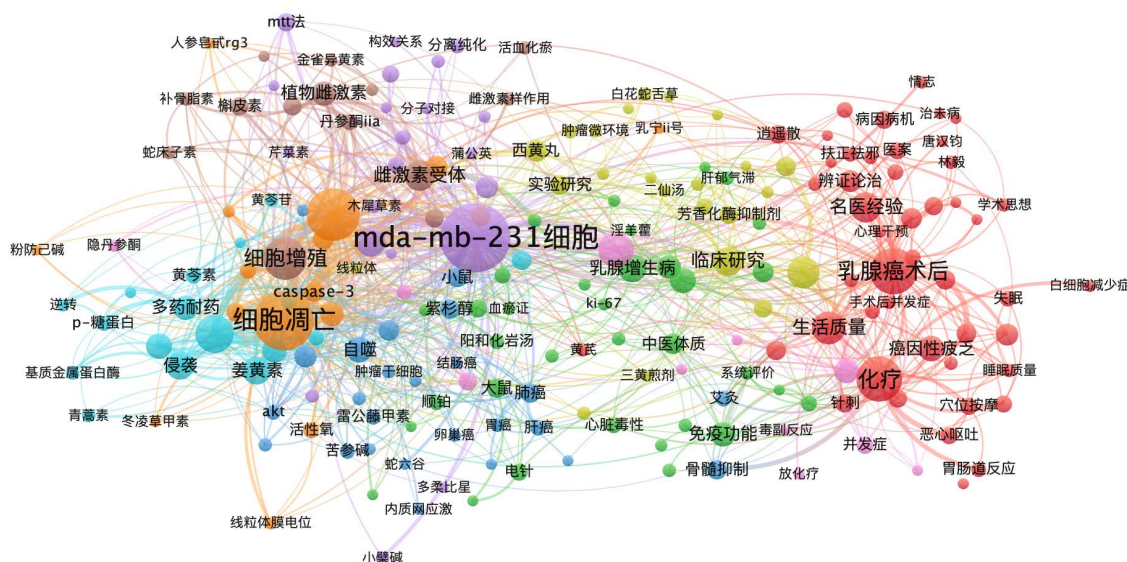 mtt法
人参皂甙rg3
构效关系
分离纯化
活血化瘀
金雀异黄素
补骨脂素
槲皮素
植物雌激素
分子对接
雌激素样作用
白花蛇舌草
情志
丹参酮iia
肿瘤微环境
乳宁ii号
逍遥散
病因病机
治未病
蛇床子素
芹菜素
蒲公英
西黄丸
扶正祛邪
医案
唐汉钧
雌激素受体
林毅
黄芩苷
木犀草素
实验研究
二仙汤
肝郁气滞
辨证论治
芳香化酶抑制剂
名医经验
学术思想
粉防己碱
隐丹参酮
mda-mb-231细胞
淫羊藿
心理干预
细胞增殖
线粒体
临床研究
黄芩素
小鼠
乳腺增生病
乳腺癌术后
白细胞减少症
逆转
多药耐药
caspase-3
紫杉醇
血瘀证
ki-67
手术后并发症
失眠
p-糖蛋白
细胞凋亡
生活质量
阳和化岩汤
自噬
黄芪
中医体质
癌因性疲乏
侵袭
姜黄素
肿瘤干细胞
结肠癌
三黄煎剂
系统评价
化疗
睡眠质量
基质金属蛋白酶
大鼠
肺癌
艾灸
针刺
穴位按摩
青蒿素
冬凌草甲素
akt
雷公藤甲素
顺铂
活性氧
卵巢癌
胃癌
肝癌
心脏毒性
免疫功能
毒副反应
并发症
恶心呕吐
苦参碱
蛇六谷
电针
骨髓抑制
放化疗
胃肠道反应
多柔比星
内质网应激
线粒体膜电位
小檗碱